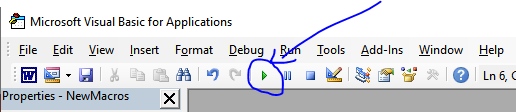 Microsoft Visual Basic for Applications
File Edit View Insert Format Debug Run Tools Add-Ins Window Help
W Ln 6, C
Properties - NewMacros